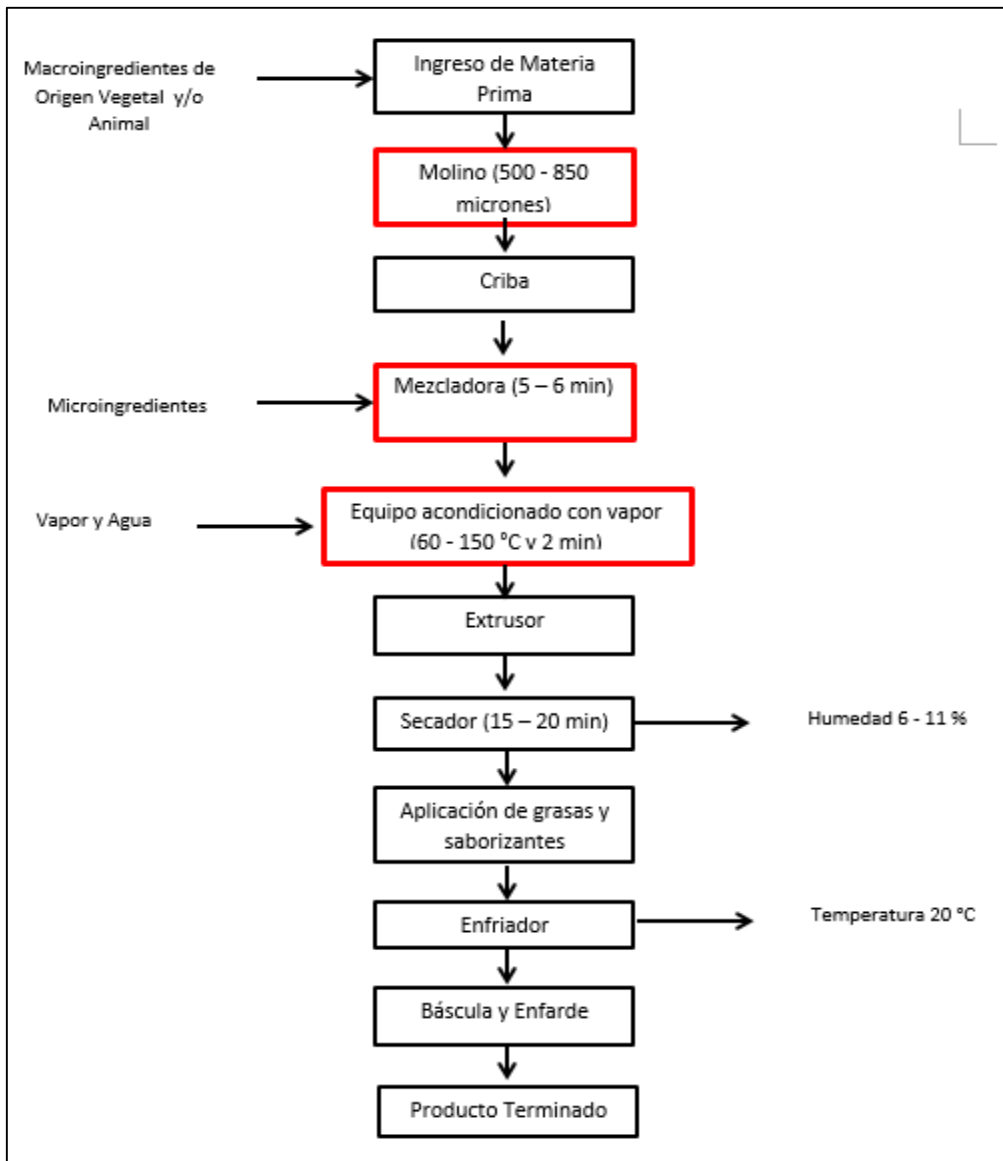 Macroingredientes de
Origen Vegetal y/o
Animal
Ingreso de Materia
Prima
Molino (500 - 850
micrones)
Criba
Microingredientes
Mezcladora (5 – 6 min)
Vapor y Agua
Equipo acondicionado con vapor
(60 - 150 °C y 2 min)
Extrusor
Secador (15 – 20 min)
Humedad 6 - 11 %
Aplicación de grasas y
saborizantes
Enfriador
Temperatura 20 °C
Báscula y Enfarde
Producto Terminado